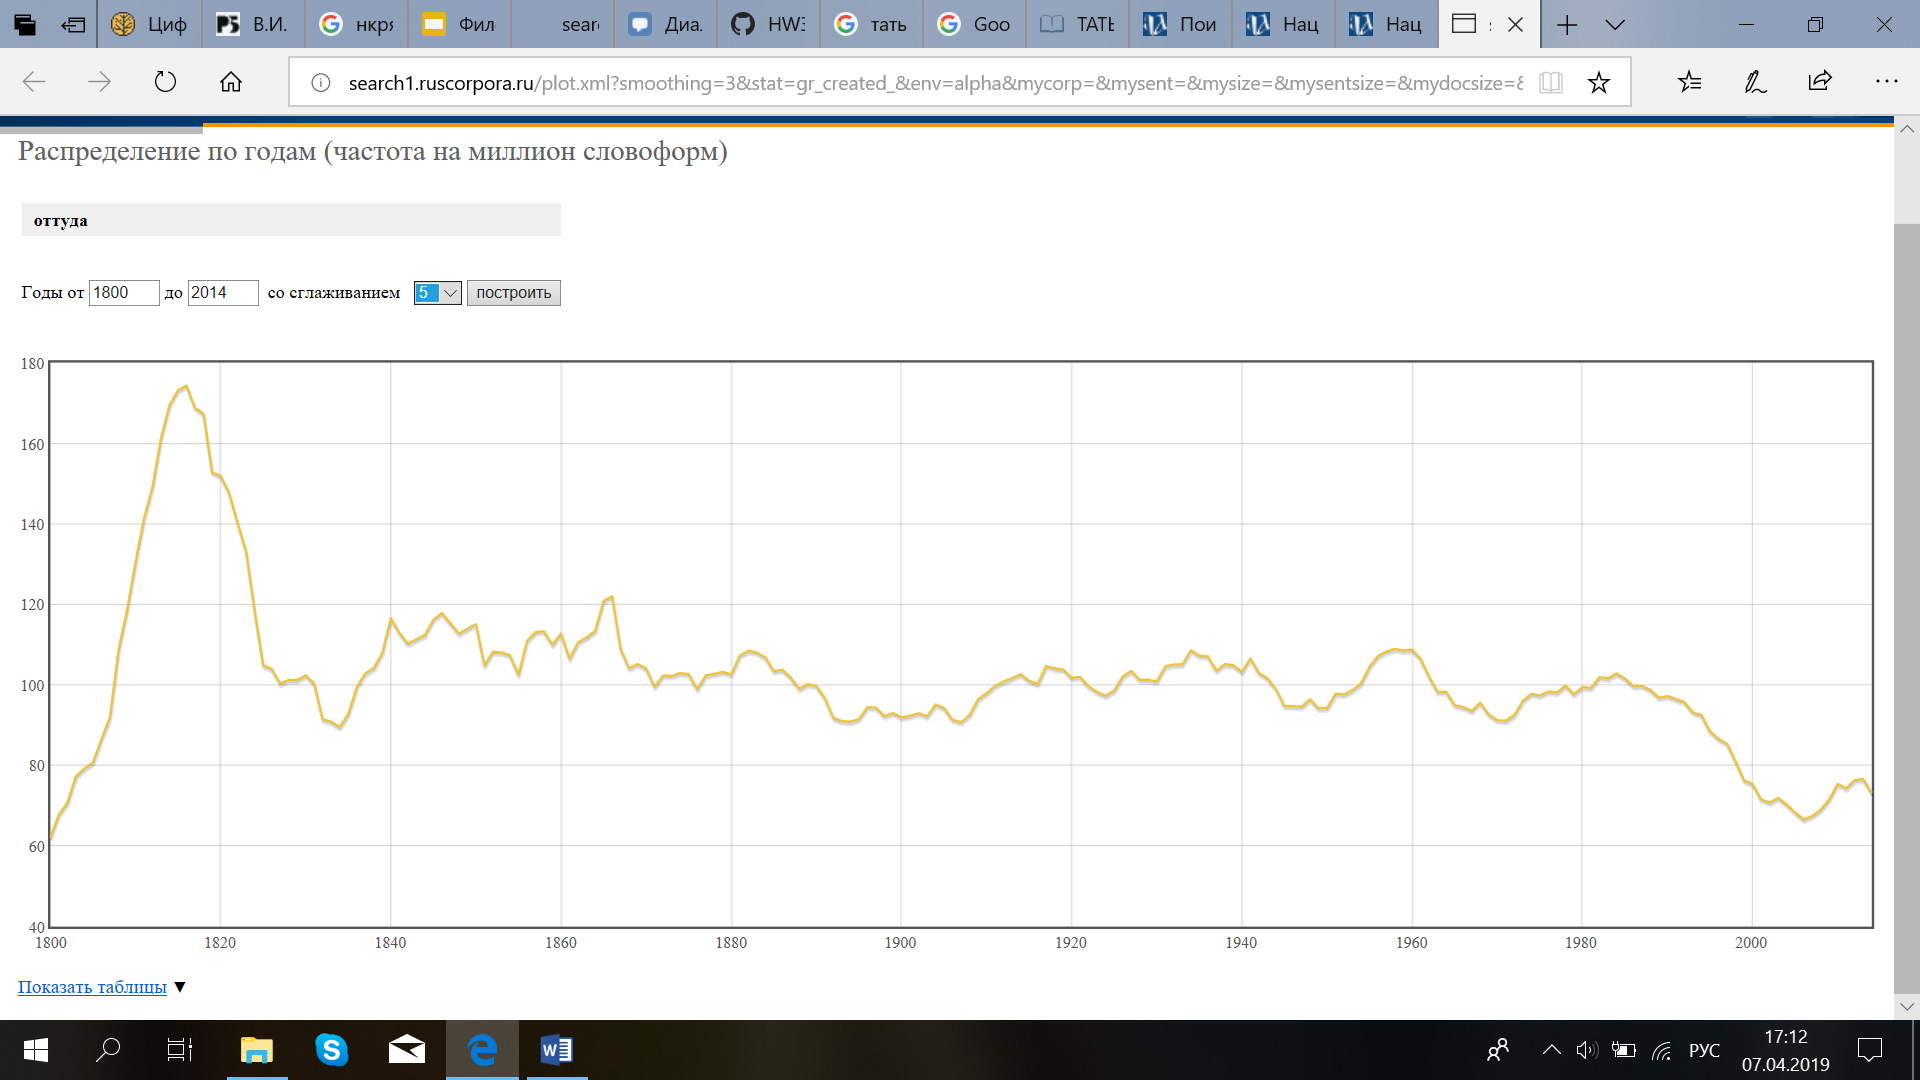 Циф
В.И.
нкря
Фил
sear
Диа.
HW3
тать
Goo
ТАТЬ
Пои
Нац
Нац
search1.ruscorpora.ru/plot.xml?smoothing=3&stat=gr_created_&env=alpha&mycorp=&mysent=&mysize=&mysentsize=&mydocsize=&
Распределение по годам (частота на миллион словоформ)
оттуда
Годы от 1800 до 2014 со сглаживанием 5 построить
180
160
140
120
100
80
60
40
1800 1820 1840 1860 1880 1900 1920 1940 1960 1980 2000
Показать таблицы ▼
РУС
17:12
07.04.2019